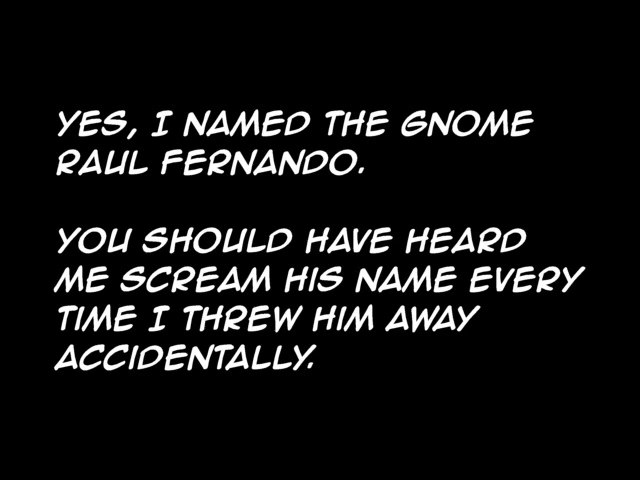 YES, I NAMED THE GNOME
RAUL FERNANDO.
YOU SHOULD HAVE HEARD
ME SCREAM HIS NAME EVERY
TIME I THREW HIM AWAY
ACCIDENTALLY.